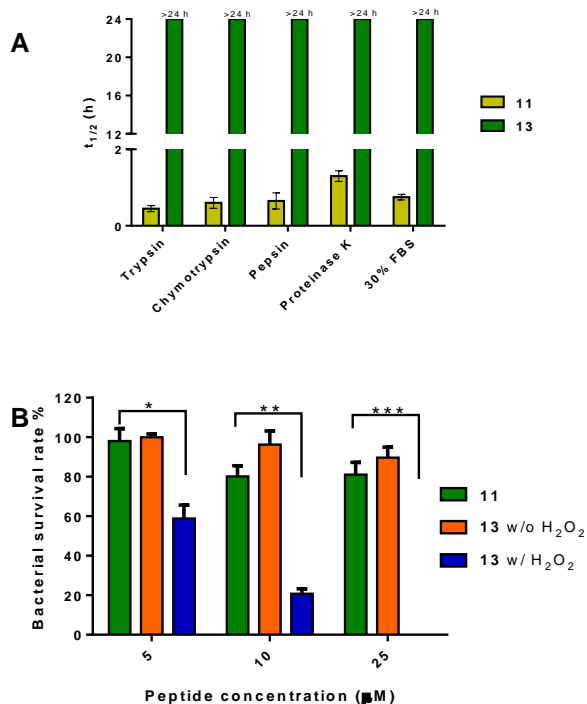 A
>24 h >24 h >24 h >24 h >24 h
24
20
16
12
2
0
t1/2 (h)
Trypsin
Chymotrypsin
Pepsin
Proteinase K
30% FBS
11
13
B
120
100
80
60
40
20
0
Bacterial survival rate %
* ** ***
5
10
25
Peptide concentration (µM)
11
13 w/o H2O2
13 w/ H2O2